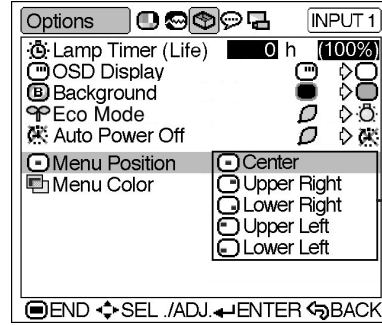 Options INPUT 1
Lamp Timer (Life) 0 h (100%)
OSD Display
B Background
Eco Mode
Auto Power Off
Menu Position
Center
Upper Right
Menu Color
Lower Right
Upper Left
Lower Left
END SEL ./ADJ. ENTER BACK